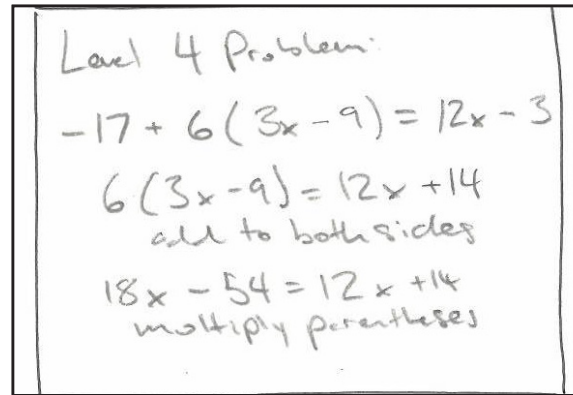 Level 4 Problem:
-17 + 6(3x - 9) = 12x - 3
6(3x - 9) = 12x + 14
add to both sides
18x - 54 = 12x + 14
multiply parentheses